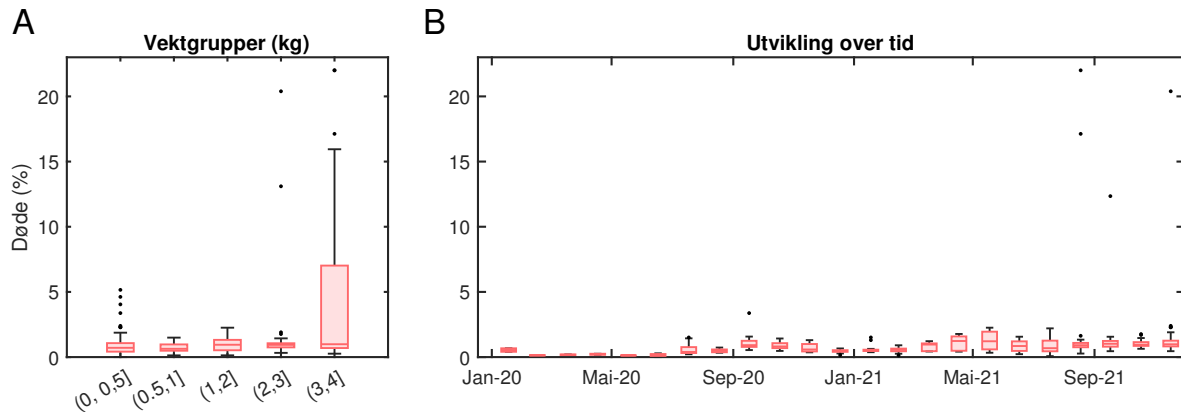 A
Vektgrupper (kg)
Døde (%)
20
15
10
5
0
(0, 0,5]
(0.5,1]
(1,2]
(2,3]
(3,4]
B
Utvikling over tid
20
15
10
5
0
Jan-20
Mai-20
Sep-20
Jan-21
Mai-21
Sep-21